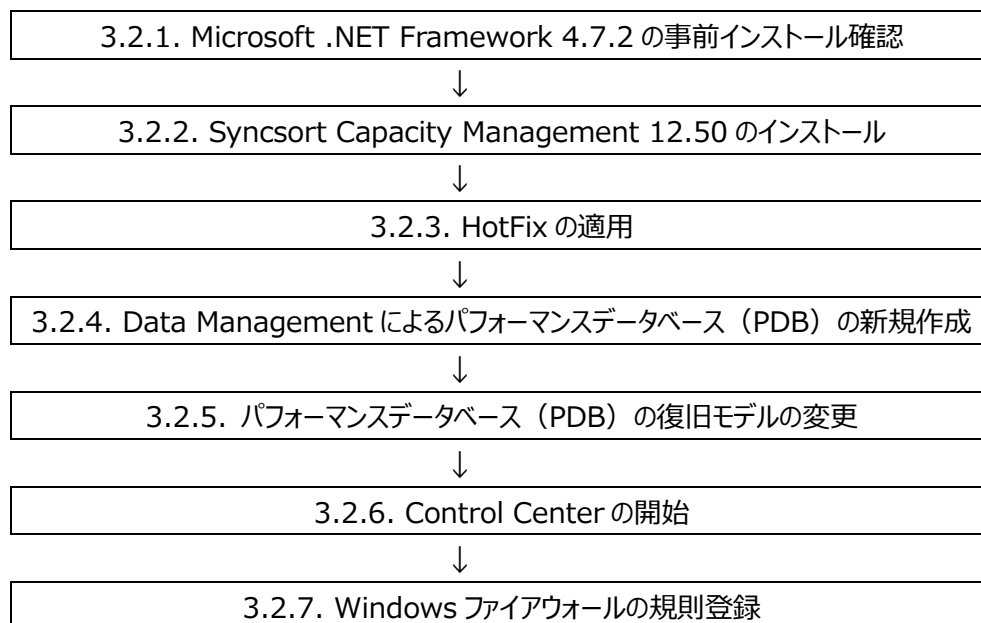 3.2.1. Microsoft .NET Framework 4.7.2 の事前インストール確認
↓
3.2.2. Syncsort Capacity Management 12.50 のインストール
↓
3.2.3. HotFix の適用
↓
3.2.4. Data Management によるパフォーマンスデータベース（PDB）の新規作成
↓
3.2.5. パフォーマンスデータベース（PDB）の復旧モデルの変更
↓
3.2.6. Control Center の開始
↓
3.2.7. Windows ファイアウォールの規則登録